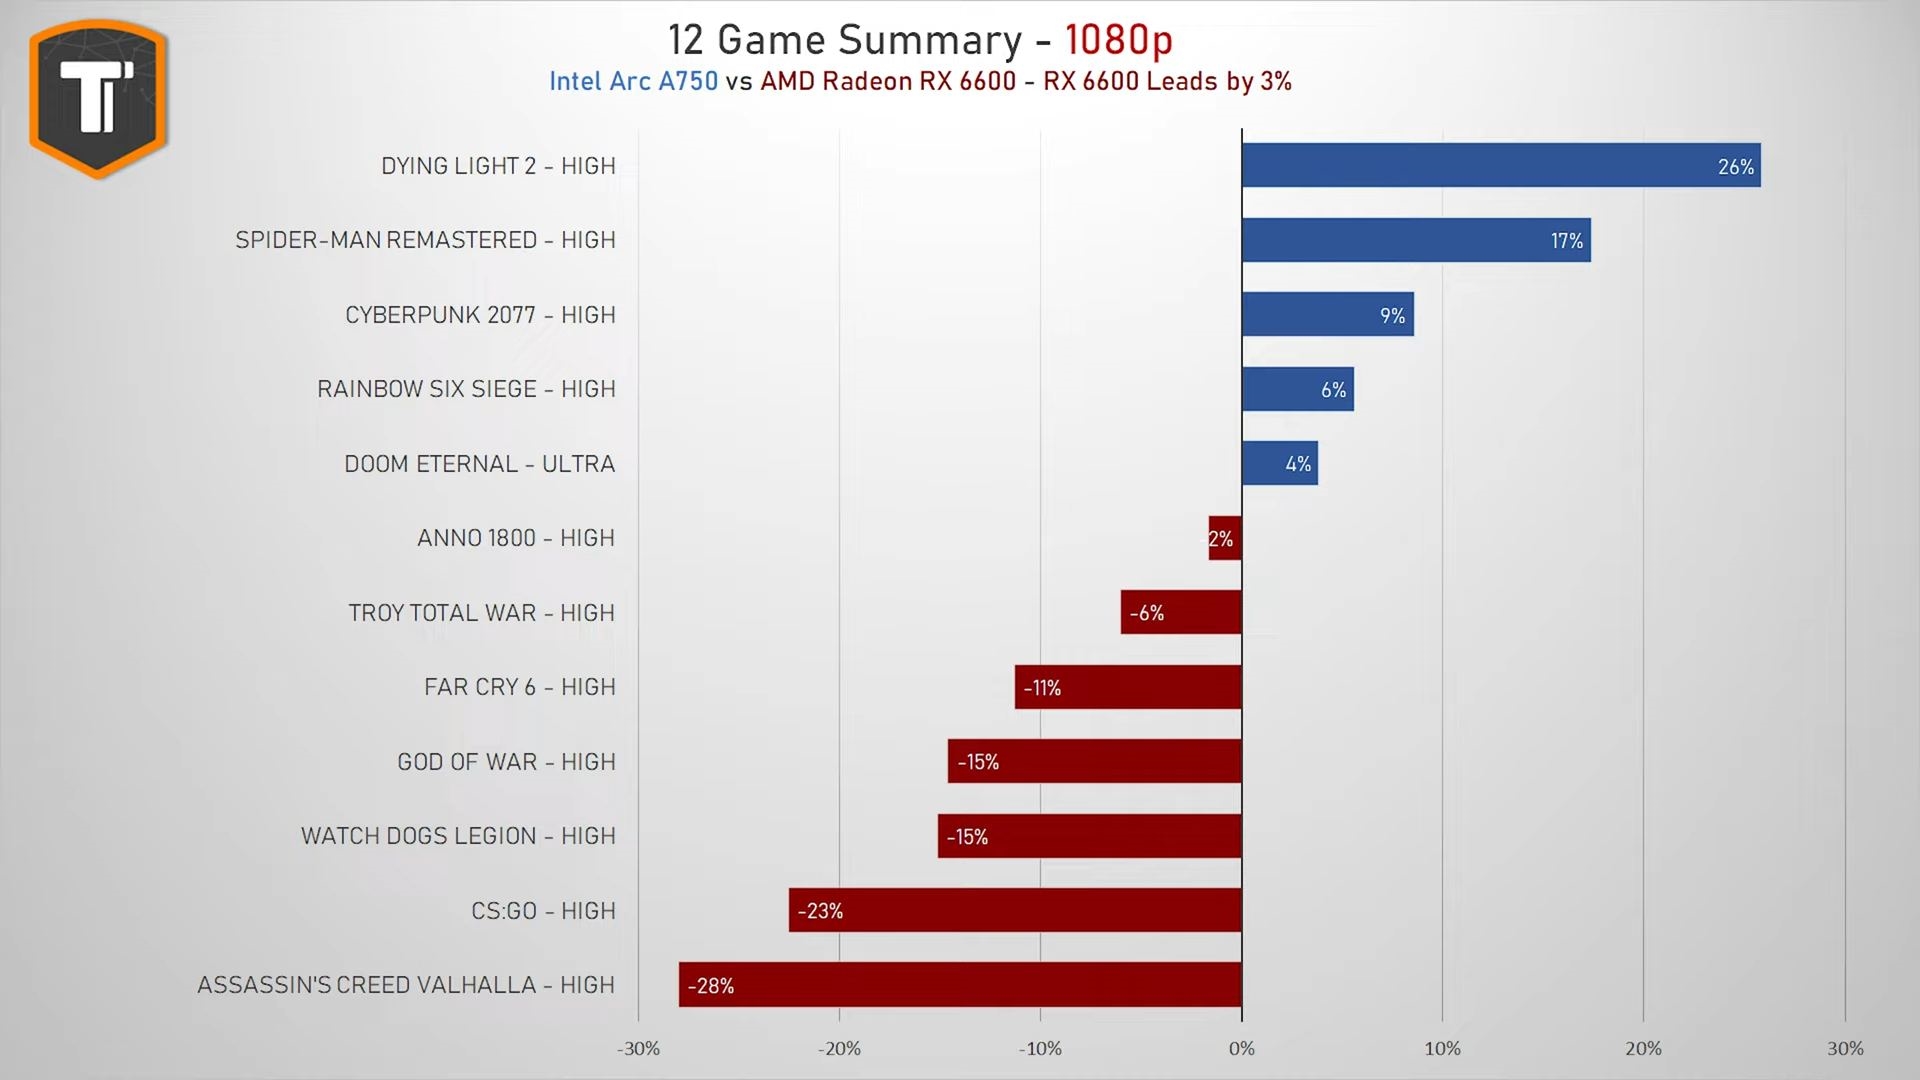 T
12 Game Summary - 1080p
Intel Arc A750 vs AMD Radeon RX 6600 - RX 6600 Leads by 3%
DYING LIGHT 2 - HIGH 26%
SPIDER-MAN REMASTERED - HIGH 17%
CYBERPUNK 2077 - HIGH 9%
RAINBOW SIX SIEGE - HIGH 6%
DOOM ETERNAL - ULTRA 4%
ANNO 1800 - HIGH -2%
TROY TOTAL WAR - HIGH -6%
FAR CRY 6 - HIGH -11%
GOD OF WAR - HIGH -15%
WATCH DOGS LEGION - HIGH -15%
CS:GO - HIGH -23%
ASSASSIN'S CREED VALHALLA - HIGH -28%
-30% -20% -10% 0% 10% 20% 30%